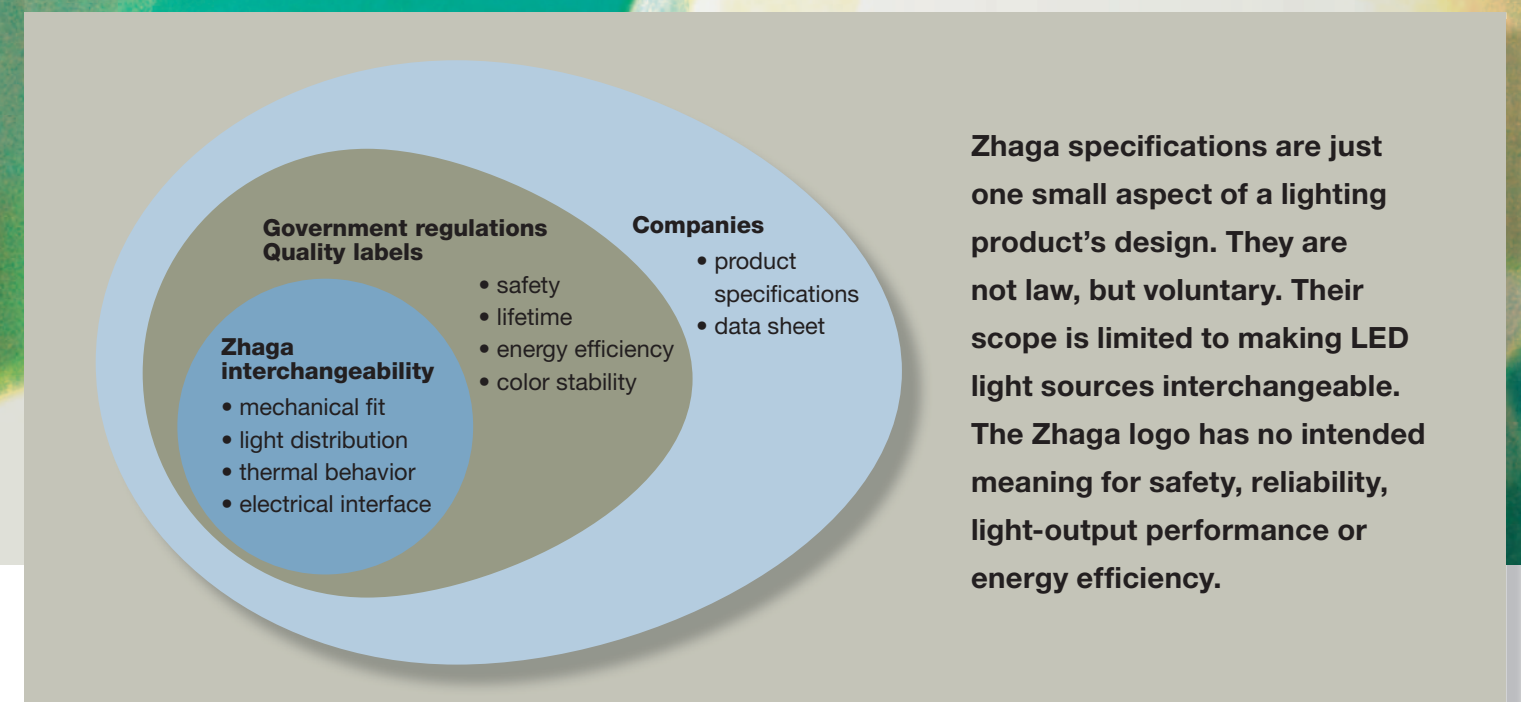 Government regulations
Quality labels
• safety
• lifetime
• energy efficiency
• color stability
Zhaga
interchangeability
• mechanical fit
• light distribution
• thermal behavior
• electrical interface
Companies
• product
specifications
• data sheet
Zhaga specifications are just
one small aspect of a lighting
product’s design. They are
not law, but voluntary. Their
scope is limited to making LED
light sources interchangeable.
The Zhaga logo has no intended
meaning for safety, reliability,
light-output performance or
energy efficiency.